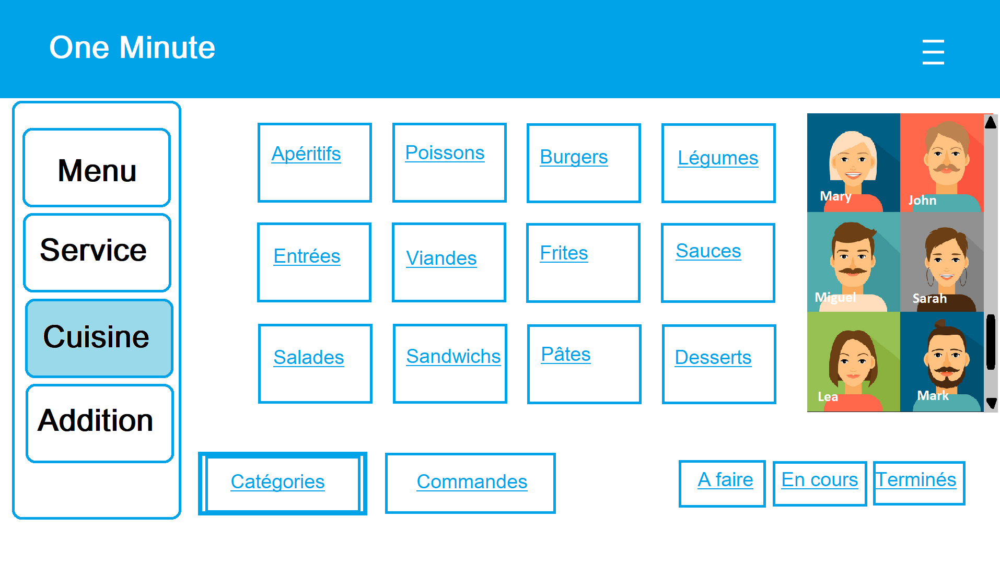 One Minute
Menu
Service
Cuisine
Addition
Apéritifs
Poissons
Burgers
Légumes
Entrées
Viandes
Frites
Sauces
Salades
Sandwichs
Pâtes
Desserts
Mary
John
Miguel
Sarah
Lea
Mark
Catégories
Commandes
A faire
En cours
Terminés